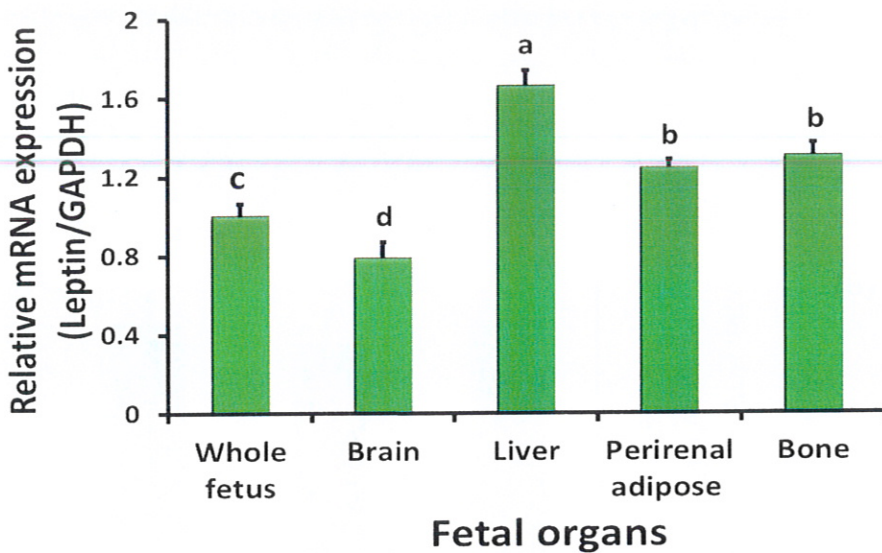 Relative mRNA expression
(Leptin/GAPDH)
2
1.6
1.2
0.8
0.4
0
c
d
a
b
b
Whole
fetus
Brain
Liver
Perirenal
adipose
Bone
Fetal organs